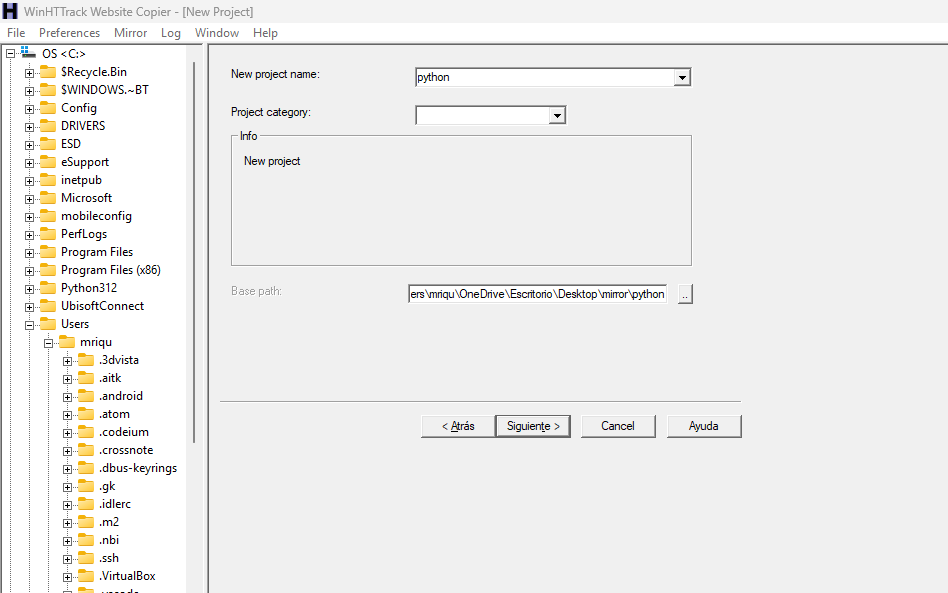 WinHTTrack Website Copier - [New Project]
File Preferences Mirror Log Window Help
OS <C:>
$Recycle.Bin
$WINDOWS.~BT
Config
DRIVERS
ESD
eSupport
inetpub
Microsoft
mobileconfig
PerfLogs
Program Files
Program Files (x86)
Python312
UbisoftConnect
Users
mriqu
.3dvista
.aitk
.android
.atom
.codeium
.crossnote
.dbus-keyrings
.gk
.idlerc
.m2
.nbi
.ssh
.VirtualBox
New project name: python
Project category:
Info
New project
Base path: ers\mriqu\OneDrive\Escritorio\Desktop\mirror\python ..
< Atrás Siguiente > Cancel Ayuda